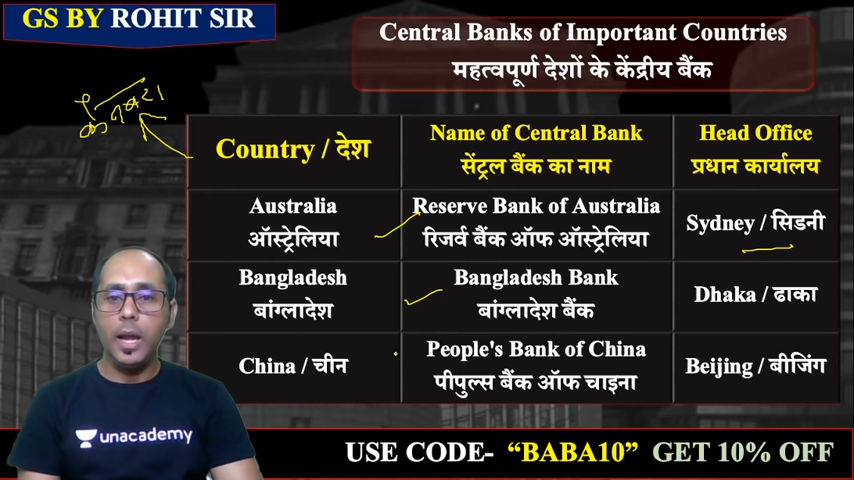 GS BY ROHIT SIR
Central Banks of Important Countries
महत्वपूर्ण देशों के केंद्रीय बैंक
Country / देश
Name of Central Bank
सेंट्रल बैंक का नाम
Head Office
प्रधान कार्यालय
Australia
ऑस्ट्रेलिया
Reserve Bank of Australia
रिजर्व बैंक ऑफ ऑस्ट्रेलिया
Sydney / सिडनी
Bangladesh
बांग्लादेश
Bangladesh Bank
बांग्लादेश बैंक
Dhaka / ढाका
China / चीन
People's Bank of China
पीपुल्स बैंक ऑफ चाइना
Beijing / बीजिंग
unacademy
USE CODE- “BABA10” GET 10% OFF